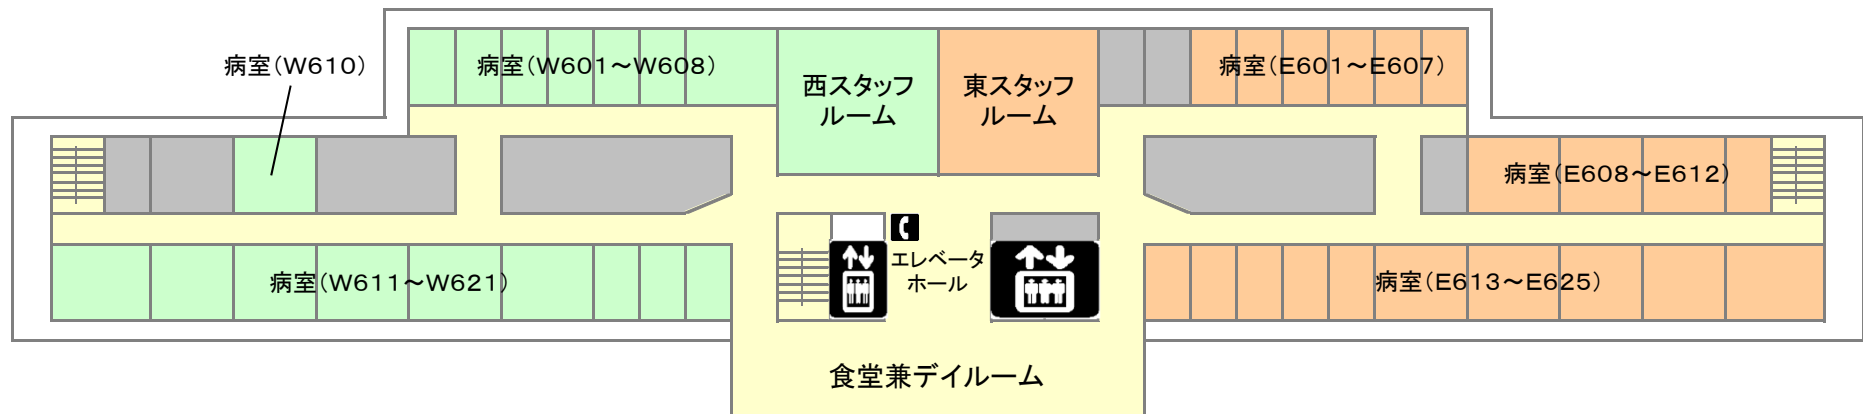 病室(W610)
病室(W601～W608)
西スタッフ
ルーム
東スタッフ
ルーム
病室(E601～E607)
病室(E608～E612)
病室(W611～W621)
エレベータ
ホール
病室(E613～E625)
食堂兼デイルーム